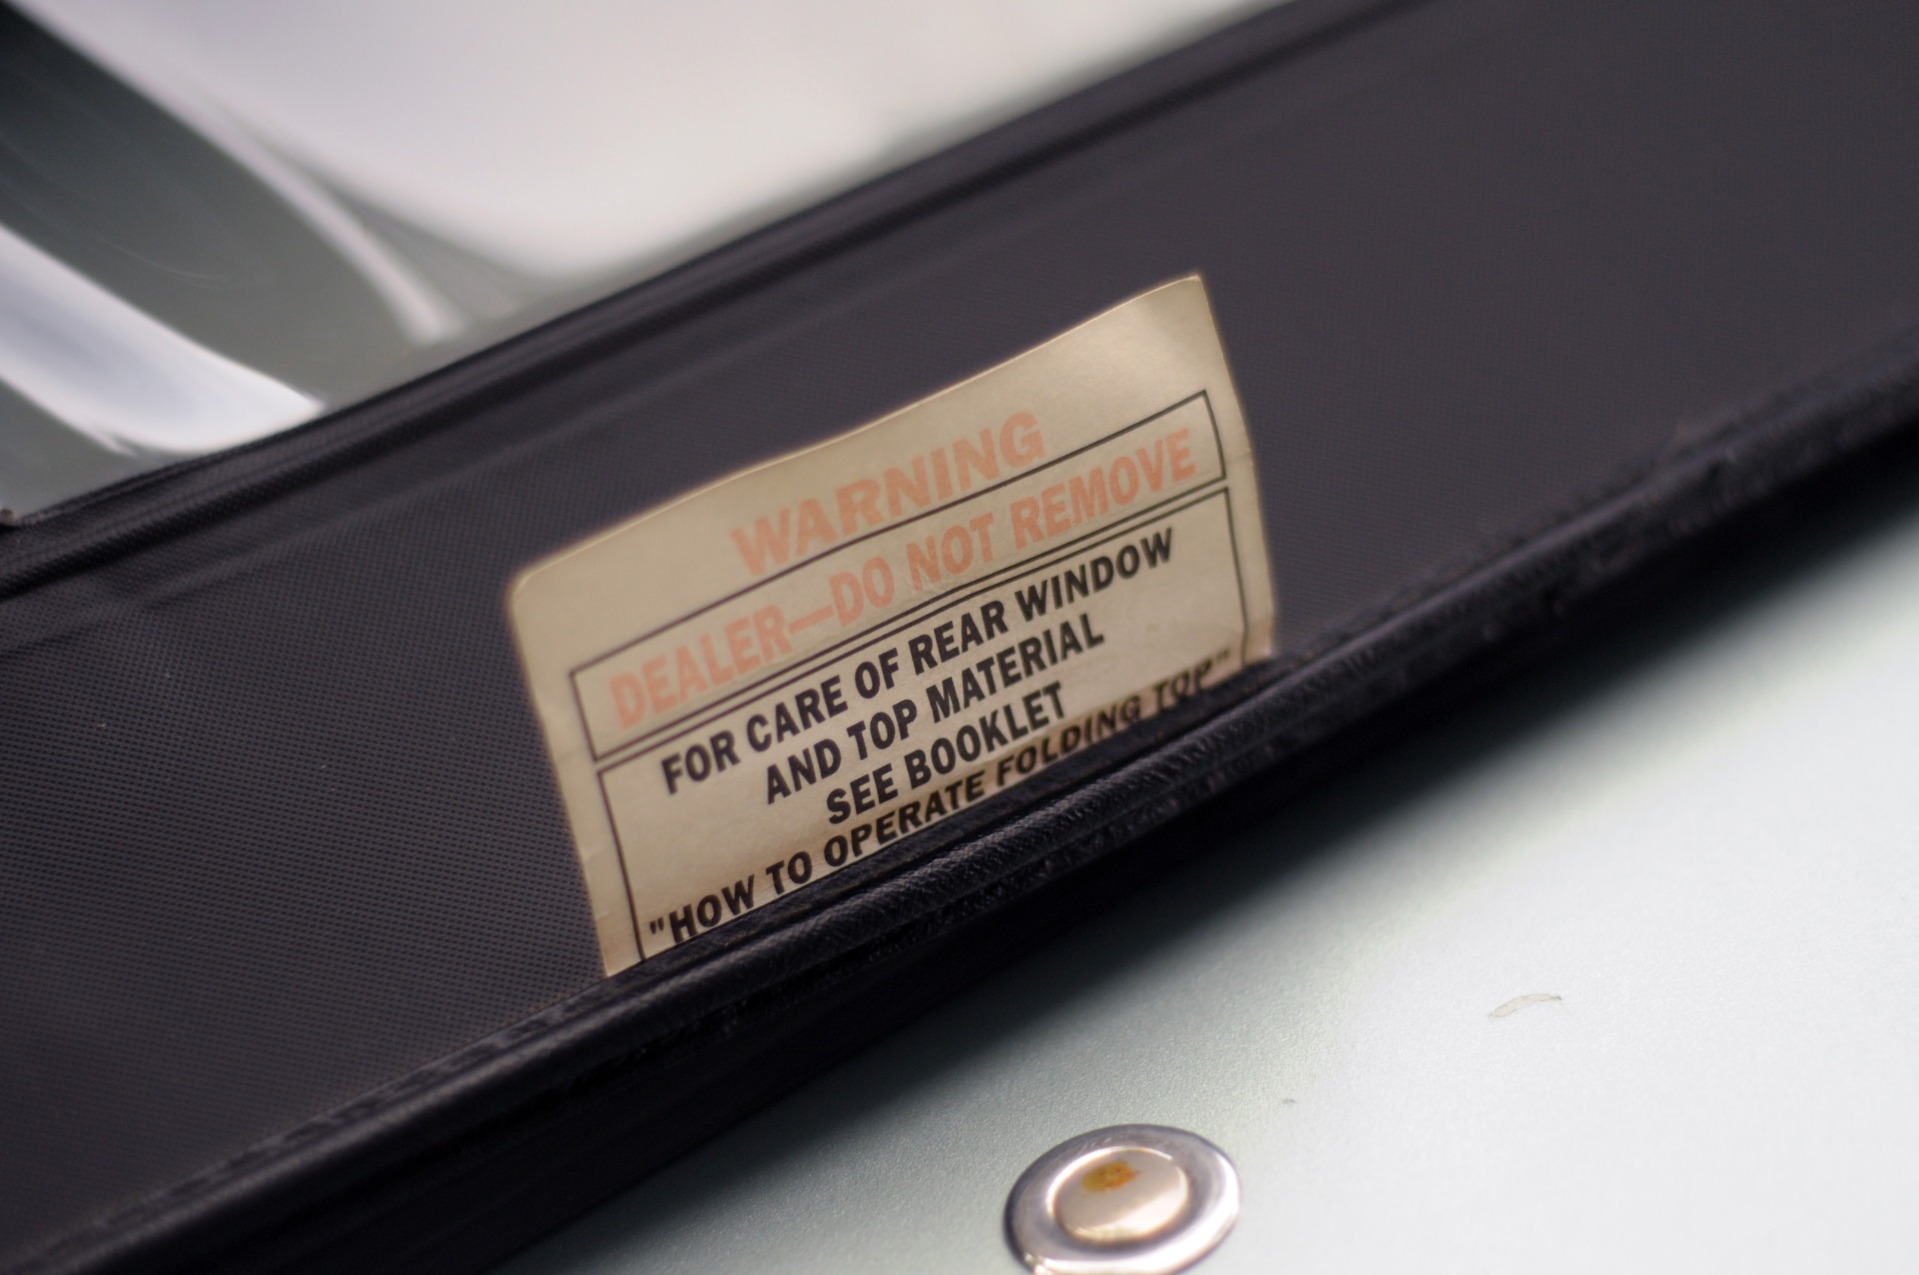 WARNING
DEALER—DO NOT REMOVE
FOR CARE OF REAR WINDOW
AND TOP MATERIAL
SEE BOOKLET
"HOW TO OPERATE FOLDING TOP"